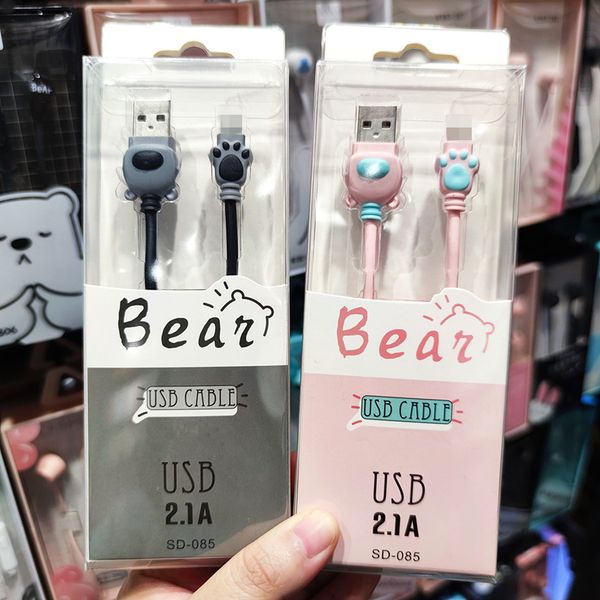 Bear
USB CABLE
USB
2.1A
SD-085
Bear
USB CABLE
USB
2.1A
SD-085